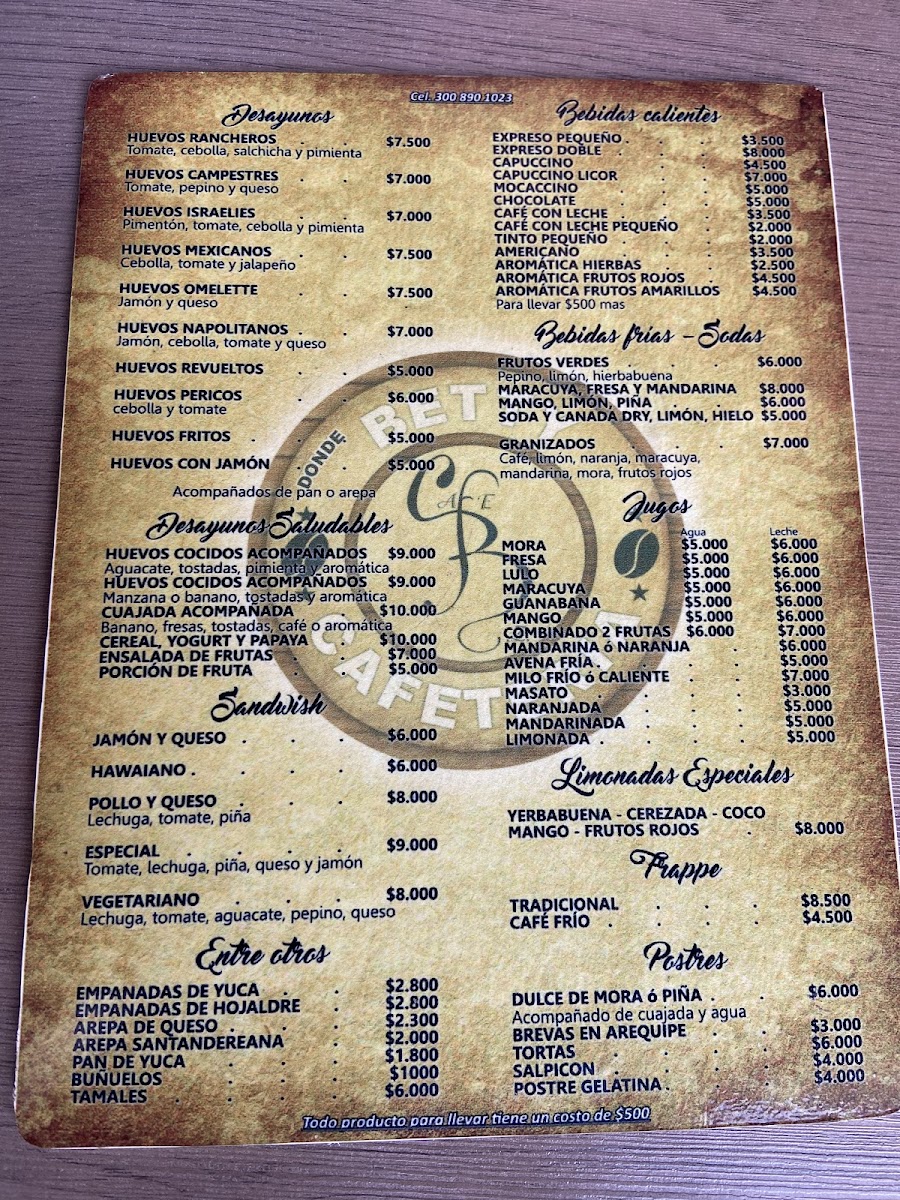 Cel. 300 890 1023
Desayunos
HUEVOS RANCHEROS . . $7.500
Tomate, cebolla, salchicha y pimienta
HUEVOS CAMPESTRES . . $7.000
Tomate, pepino y queso
HUEVOS ISRAELIES . . $7.000
Pimentón, tomate, cebolla y pimienta
HUEVOS MEXICANOS . . $7.500
Cebolla, tomate y jalapeño
HUEVOS OMELETTE . . $7.500
Jamón y queso
HUEVOS NAPOLITANOS . . $7.000
Jamón, cebolla, tomate y queso
HUEVOS REVUELTOS . . $5.000
HUEVOS PERICOS . . $6.000
cebolla y tomate
HUEVOS FRITOS . . . $5.000
HUEVOS CON JAMÓN . $5.000
Acompañados de pan o arepa
Desayunos Saludables
HUEVOS COCIDOS ACOMPAÑADOS $9.000
Aguacate, tostadas, pimienta y aromática
HUEVOS COCIDOS ACOMPAÑADOS $9.000
Manzana o banano, tostadas y aromática
CUAJADA ACOMPAÑADA . $10.000
Banano, fresas, tostadas, café o aromática
CEREAL, YOGURT Y PAPAYA . $10.000
ENSALADA DE FRUTAS . . $7.000
PORCIÓN DE FRUTA . . $5.000
Sandwish
JAMÓN Y QUESO . . . $6.000
HAWAIANO . . . . $6.000
POLLO Y QUESO . . . $8.000
Lechuga, tomate, piña
ESPECIAL . . . . $9.000
Tomate, lechuga, piña, queso y jamón
VEGETARIANO . . . $8.000
Lechuga, tomate, aguacate, pepino, queso
Entre otros
EMPANADAS DE YUCA . . $2.800
EMPANADAS DE HOJALDRE . $2.800
AREPA DE QUESO . . . $2.300
AREPA SANTANDEREANA . $2.000
PAN DE YUCA . . . $1.800
BUÑUELOS . . . $1000
TAMALES . . . . $6.000
Bebidas calientes
EXPRESO PEQUEÑO . . . $3.500
EXPRESO DOBLE . . . . $8.000
CAPUCCINO . . . . $4.500
CAPUCCINO LICOR . . . $7.000
MOCACCINO . . . . $5.000
CHOCOLATE . . . . $5.000
CAFÉ CON LECHE . . . $3.500
CAFÉ CON LECHE PEQUEÑO . $2.000
TINTO PEQUEÑO . . . $2.000
AMERICANO . . . . $3.500
AROMÁTICA HIERBAS . . $2.500
AROMÁTICA FRUTOS ROJOS . $4.500
AROMÁTICA FRUTOS AMARILLOS $4.500
Para llevar $500 mas
Bebidas frías - Sodas
FRUTOS VERDES . . . $6.000
Pepino, limón, hierbabuena
MARACUYA, FRESA Y MANDARINA $8.000
MANGO, LIMÓN, PIÑA . . $6.000
SODA Y CANADA DRY, LIMÓN, HIELO $5.000
GRANIZADOS . . . $7.000
Café, limón, naranja, maracuya,
mandarina, mora, frutos rojos
Jugos
Agua Leche
MORA $5.000 $6.000
FRESA $5.000 $6.000
LULO $5.000 $6.000
MARACUYA $5.000 $6.000
GUANABANA $5.000 $6.000
MANGO $5.000 $6.000
COMBINADO 2 FRUTAS $6.000 $7.000
MANDARINA ó NARANJA . . $6.000
AVENA FRÍA . . . . $5.000
MILO FRÍO ó CALIENTE . . $7.000
MASATO . . . . $3.000
NARANJADA . . . . $5.000
MANDARINADA . . . $5.000
LIMONADA . . . . $5.000
Limonadas Especiales
YERBABUENA - CEREZADA - COCO
MANGO - FRUTOS ROJOS . $8.000
Frappe
TRADICIONAL . . . . $8.500
CAFÉ FRÍO . . . . $4.500
Postres
DULCE DE MORA ó PIÑA . . $6.000
Acompañado de cuajada y agua
BREVAS EN AREQUIPE . . $3.000
TORTAS . . . . $6.000
SALPICON . . . . $4.000
POSTRE GELATINA . . . $4.000
DONDE
BET
CAFE
Todo producto para llevar tiene un costo de $500